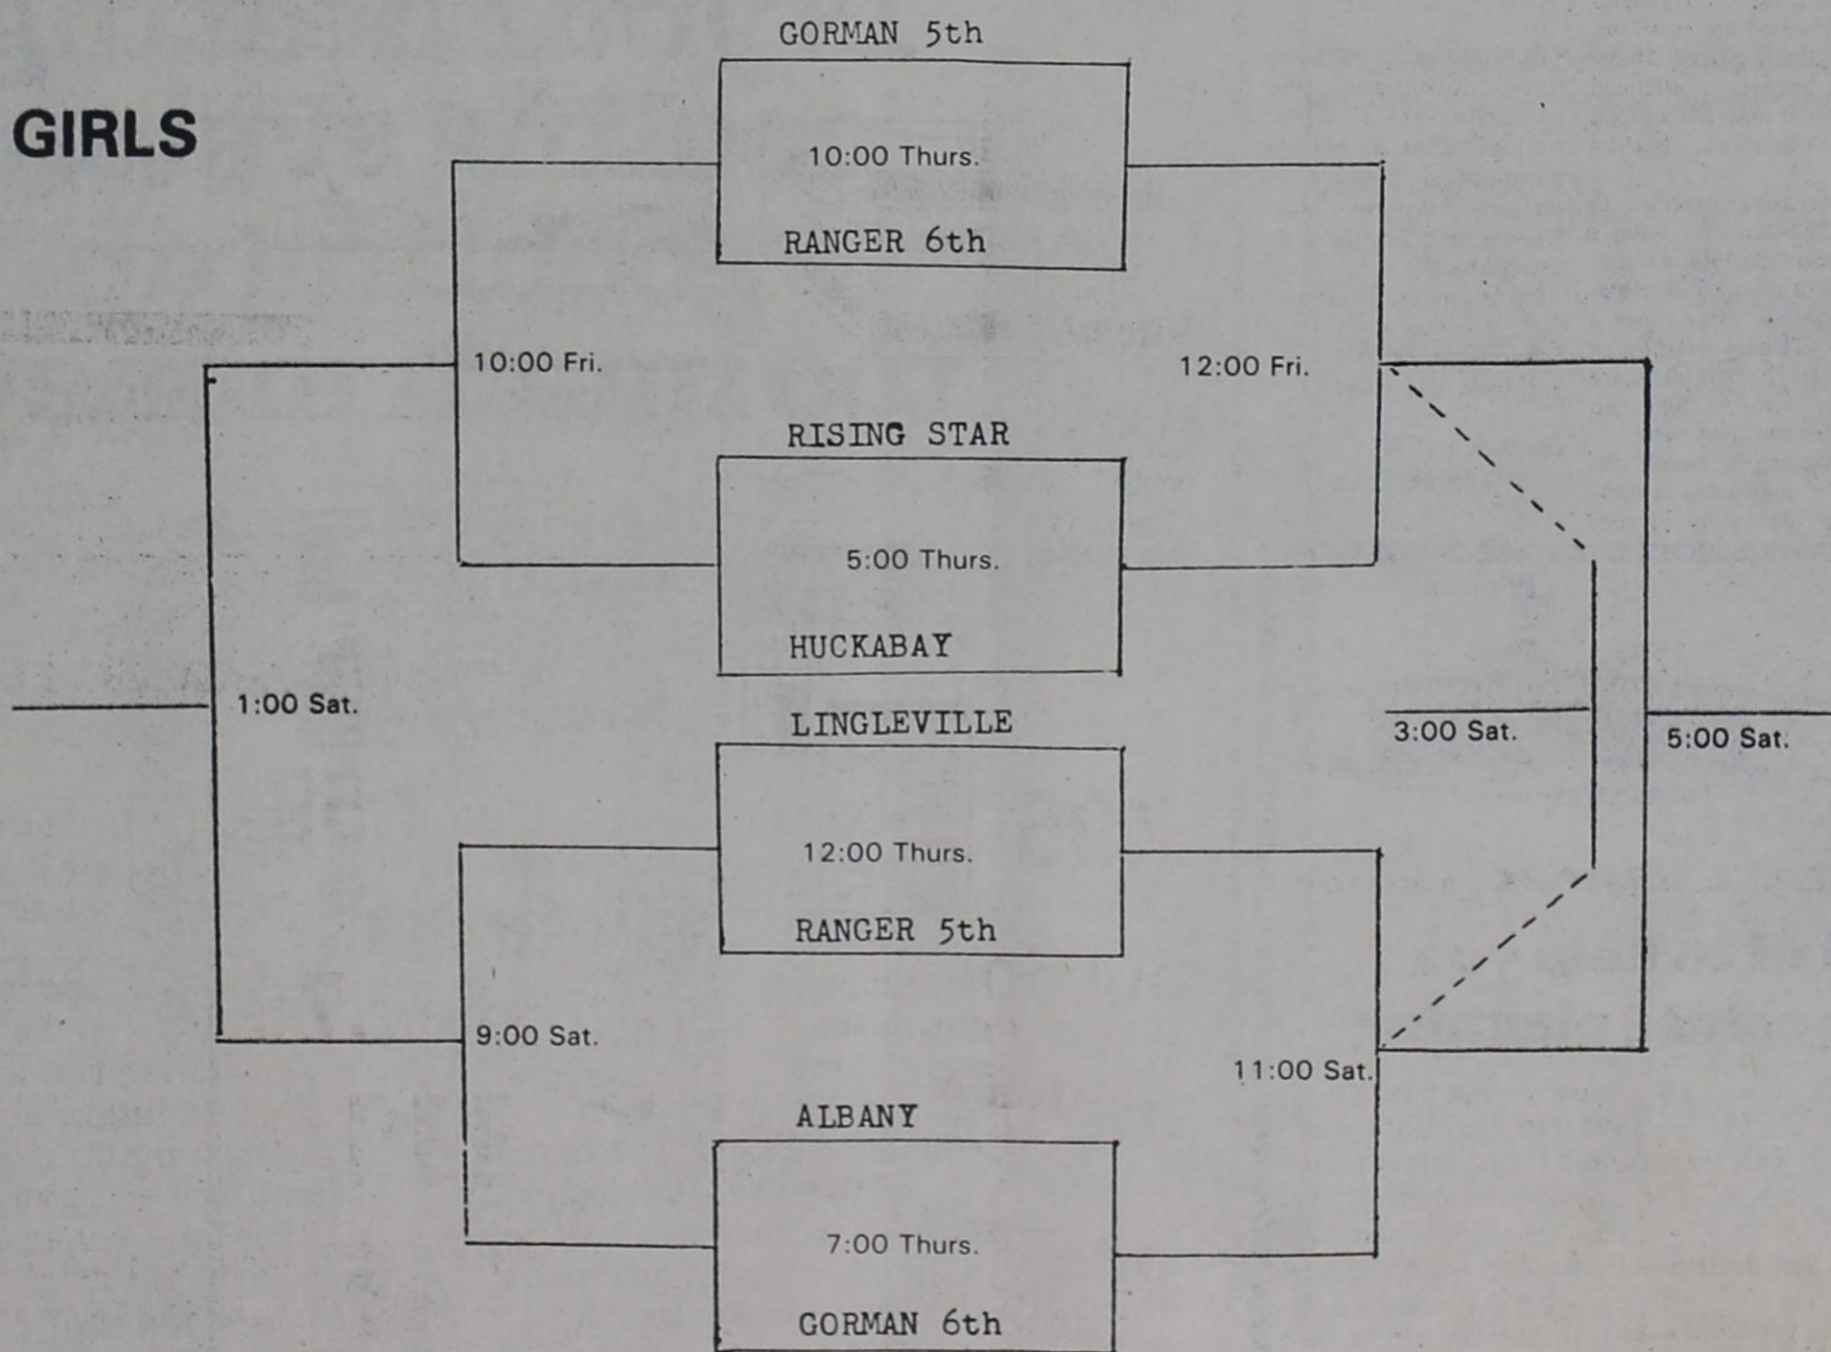 GORMAN 5th
GIRLS
10:00 Thurs.
RANGER 6th
10:00 Fri.
12:00 Fri.
RISING STAR
5:00 Thurs.
HUCKABAY
1:00 Sat.
LINGLEVILLE
3:00 Sat.
5:00 Sat.
12:00 Thurs.
RANGER 5th
9:00 Sat.
11:00 Sat.
ALBANY
7:00 Thurs.
GORMAN 6th